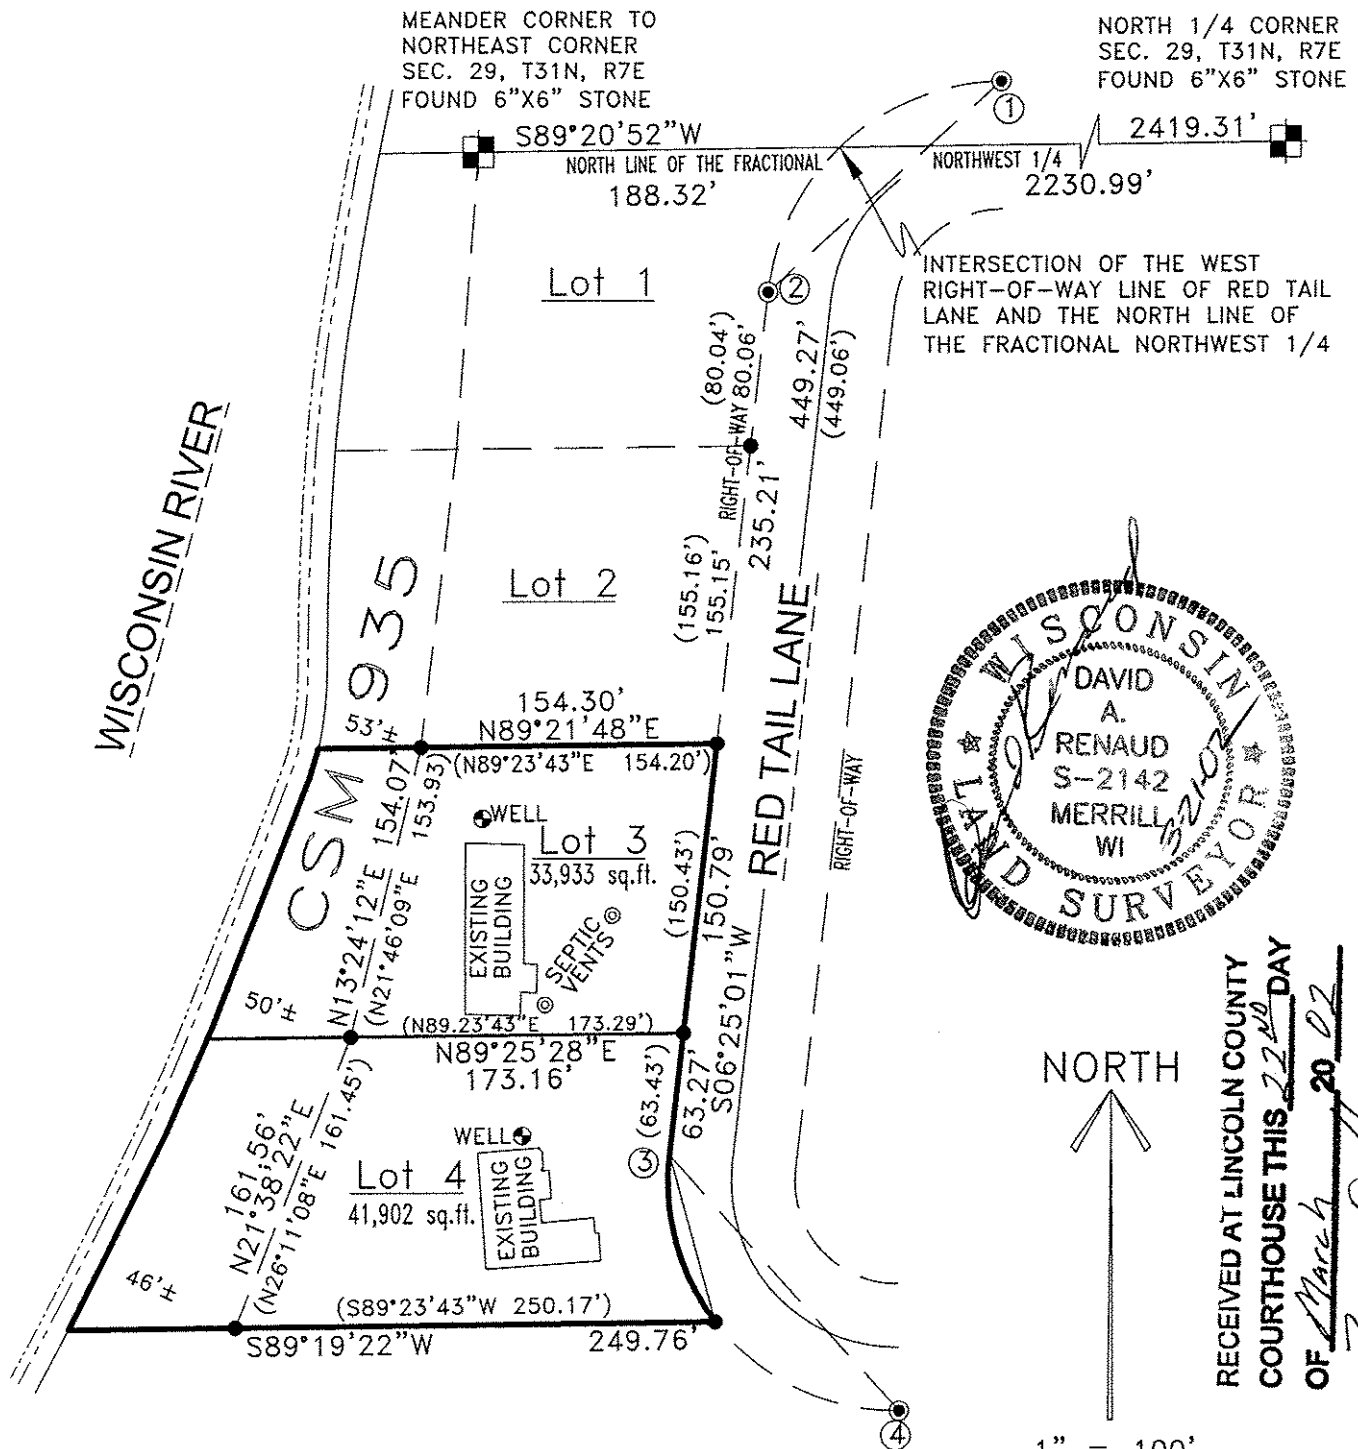 MEANDER CORNER TO
NORTHEAST CORNER
SEC. 29, T31N, R7E
FOUND 6"X6" STONE
NORTH 1/4 CORNER
SEC. 29, T31N, R7E
FOUND 6"X6" STONE
1
S89°20'52"W
2419.31'
NORTH LINE OF THE FRACTIONAL
NORTHWEST 1/4
188.32'
2230.99'
INTERSECTION OF THE WEST
RIGHT-OF-WAY LINE OF RED TAIL
LANE AND THE NORTH LINE OF
THE FRACTIONAL NORTHWEST 1/4
Lot 1
2
(80.04')
RIGHT-OF-WAY 80.06'
449.27'
(449.06')
235.21'
WISCONSIN RIVER
CSM 935
Lot 2
(155.16')
155.15'
RED TAIL LANE
RIGHT-OF-WAY
154.30'
53'±
N89°21'48"E
(N89°23'43"E 154.20')
N13°24'12"E 154.07'
(N21°46'09"E 153.93)
WELL
Lot 3
33,933 sq.ft.
EXISTING
BUILDING
SEPTIC
VENTS
(150.43')
150.79'
S06°25'01"W
50'±
(N89.23'43"E 173.29')
N89°25'28"E
173.16'
(63.43')
63.27'
161.56'
N21°38'22"E
(N26°11'08"E 161.45')
WELL
Lot 4
41,902 sq.ft.
EXISTING
BUILDING
3
46'±
(S89°23'43"W 250.17')
S89°19'22"W
249.76'
4
WISCONSIN
DAVID
A.
RENAUD
S-2142
MERRILL
WI
LAND SURVEYOR
3-21-02
NORTH
1" = 100'
RECEIVED AT LINCOLN COUNTY
COURTHOUSE THIS 22ND DAY
OF March 20 02